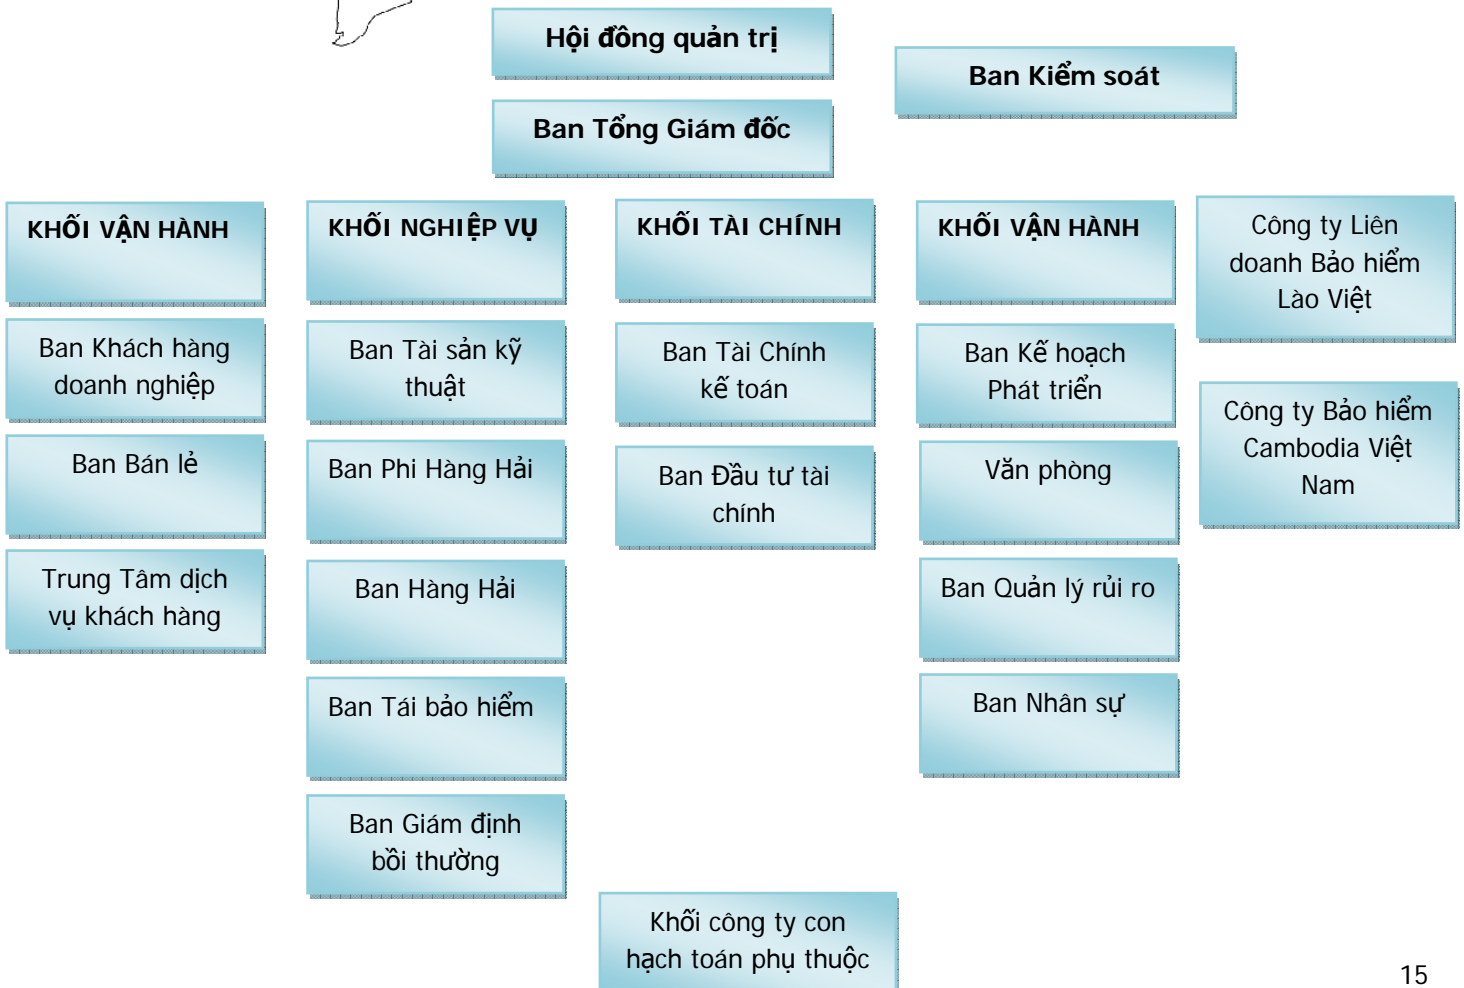 Hội đồng quản trị
Ban Kiểm soát
Ban Tổng Giám đốc
KHỐI VẬN HÀNH
Ban Khách hàng
doanh nghiệp
Ban Bán lẻ
Trung Tâm dịch
vụ khách hàng
KHỐI NGHIỆP VỤ
Ban Tài sản kỹ
thuật
Ban Phi Hàng Hải
Ban Hàng Hải
Ban Tái bảo hiểm
Ban Giám định
bồi thường
KHỐI TÀI CHÍNH
Ban Tài Chính
kế toán
Ban Đầu tư tài
chính
KHỐI VẬN HÀNH
Ban Kế hoạch
Phát triển
Văn phòng
Ban Quản lý rủi ro
Ban Nhân sự
Công ty Liên
doanh Bảo hiểm
Lào Việt
Công ty Bảo hiểm
Cambodia Việt
Nam
Khối công ty con
hạch toán phụ thuộc
15